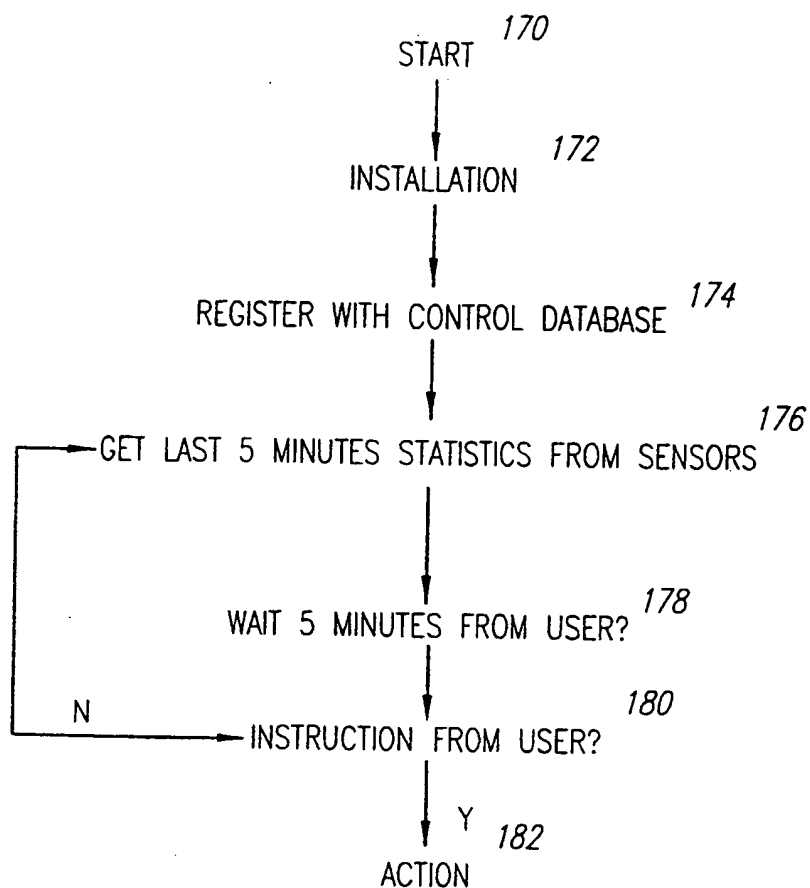 START 170
INSTALLATION 172
REGISTER WITH CONTROL DATABASE 174
GET LAST 5 MINUTES STATISTICS FROM SENSORS 176
WAIT 5 MINUTES FROM USER? 178
N
INSTRUCTION FROM USER? 180
Y
ACTION 182